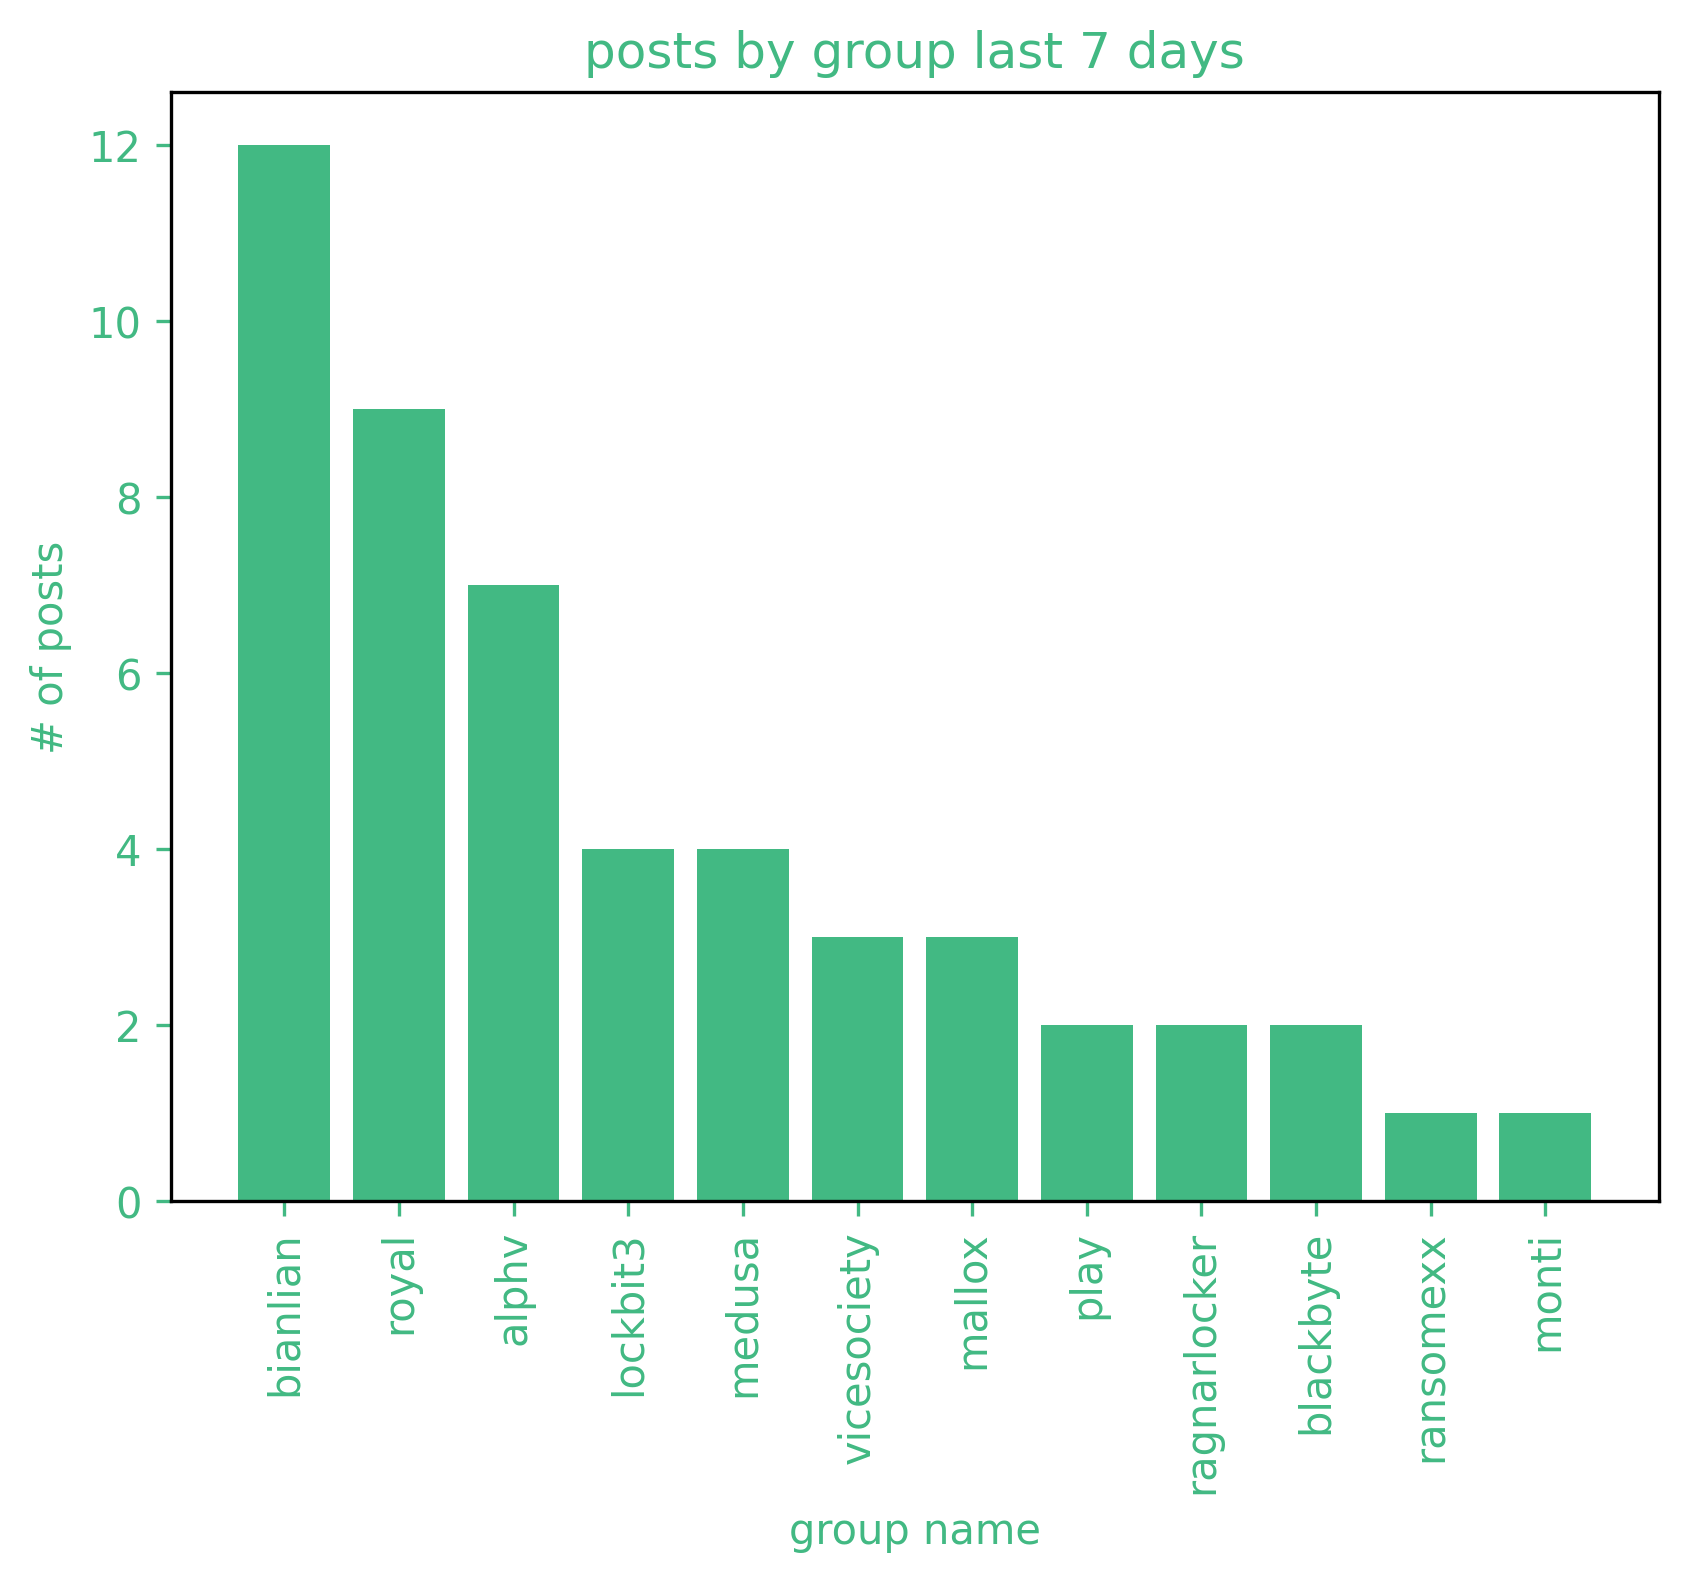 posts by group last 7 days
# of posts
12
10
8
6
4
2
0
bianlian
royal
alphv
lockbit3
medusa
vicesociety
mallox
play
ragnarlocker
blackbyte
ransomexx
monti
group name